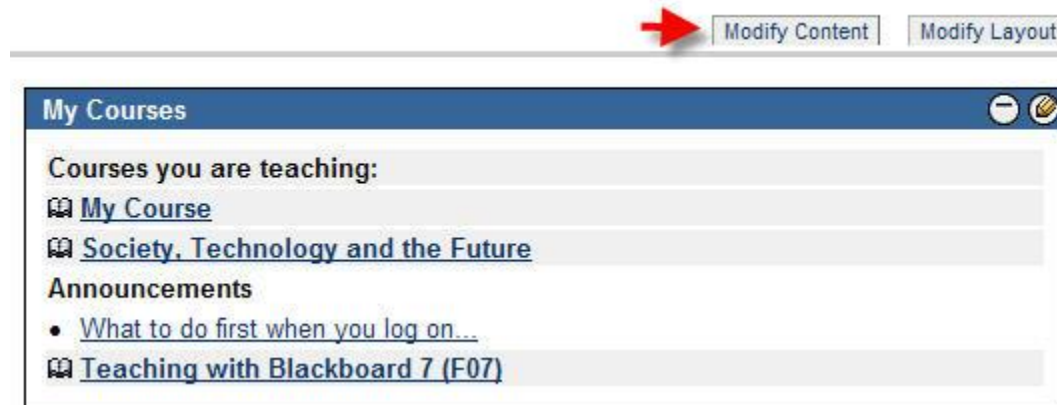 Modify Content Modify Layout
My Courses
Courses you are teaching:
My Course
Society, Technology and the Future
Announcements
• What to do first when you log on...
Teaching with Blackboard 7 (F07)